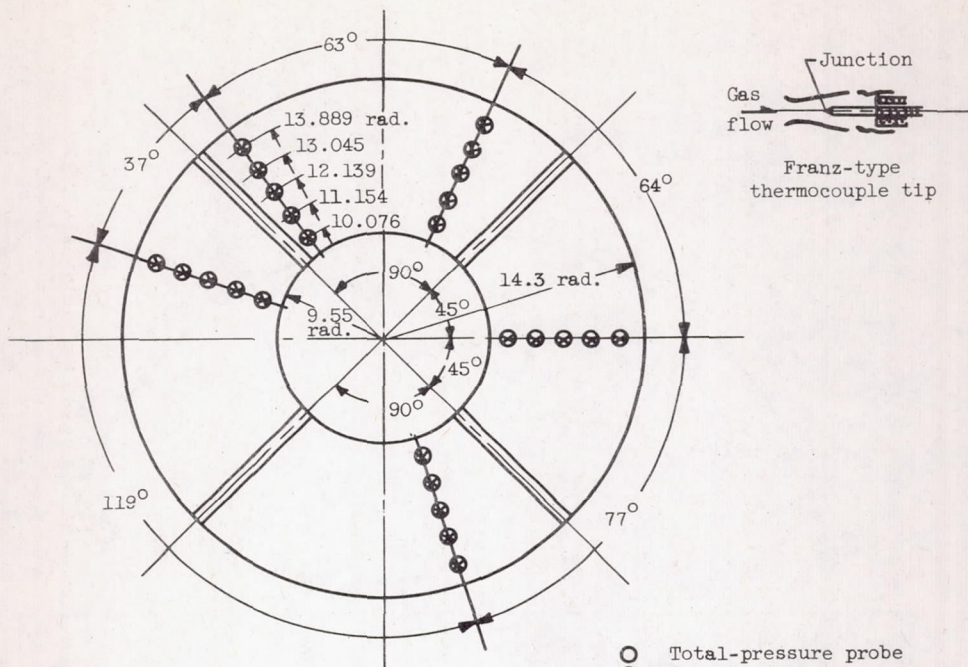 63°
13.889 rad.
13.045
12.139
11.154
10.076
37°
64°
90°
14.3 rad.
45°
9.55
rad.
45°
90°
119°
77°
Junction
Gas
flow
Franz-type
thermocouple tip
Total-pressure probe